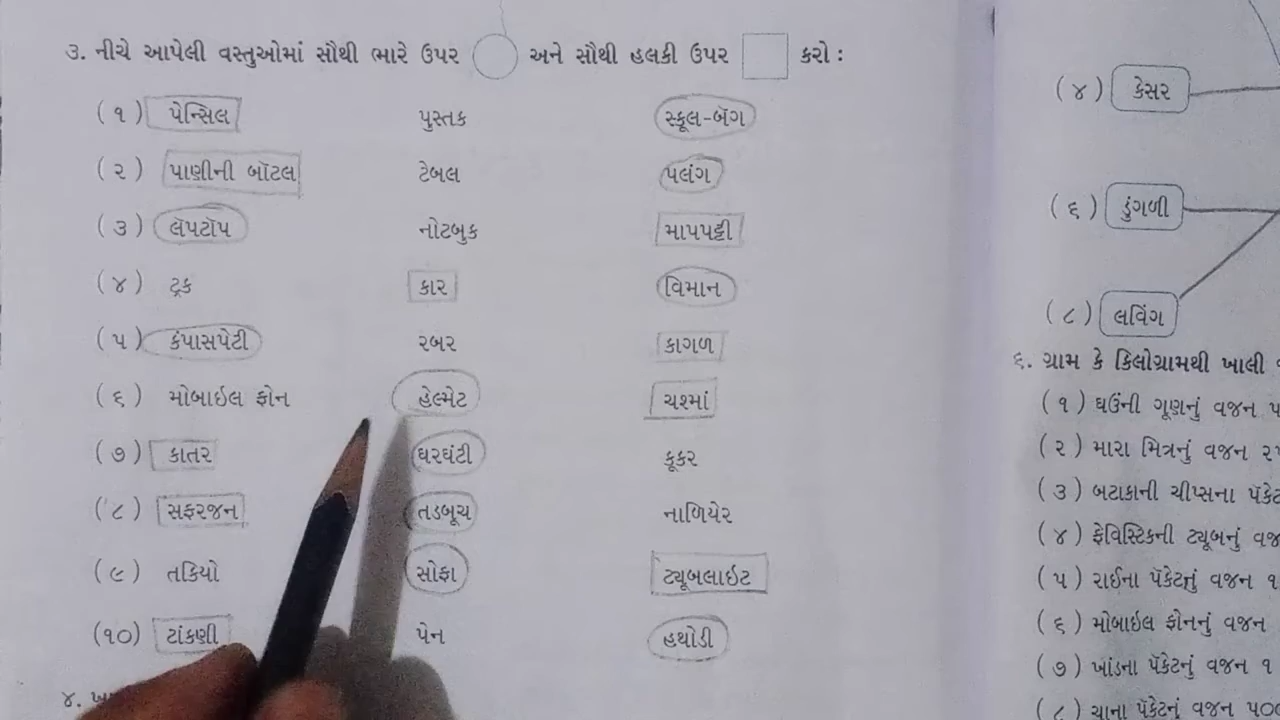 ૩. નીચે આપેલી વસ્તુઓમાં સૌથી ભારે ઉપર અને સૌથી હલકી ઉપર કરો :
(૧) પેન્સિલ પુસ્તક સ્કૂલ-બૅગ
(૨) પાણીની બૉટલ ટેબલ પલંગ
(૩) લૅપટૉપ નોટબુક માપપટ્ટી
(૪) ટ્રક કાર વિમાન
(૫) કંપાસપેટી રબર કાગળ
(૬) મોબાઇલ ફોન હેલ્મેટ ચશ્માં
(૭) કાતર ઘરઘંટી કૂકર
(૮) સફરજન તડબૂચ નાળિયેર
(૯) તકિયો સોફા ટ્યૂબલાઇટ
(૧૦) ટાંકણી પેન હથોડી
૪.
(૪) કેસર
(૬) ડુંગળી
(૮) લવિંગ
૬. ગ્રામ કે કિલોગ્રામથી ખાલી
(૧) ઘઉંની ગૂણનું વજન
(૨) મારા મિત્રનું વજન
(૩) બટાકાની ચીપ્સના પૅકેટ
(૪) ફેવિસ્ટિકની ટ્યૂબનું
(૫) રાઈના પૅકેટનું વજન ૧
(૬) મોબાઇલ ફોનનું વજન
(૭) ખાંડના પૅકેટનું વજન ૧
(૮) ચાના પૅકેટનું વજન ૫૦૦